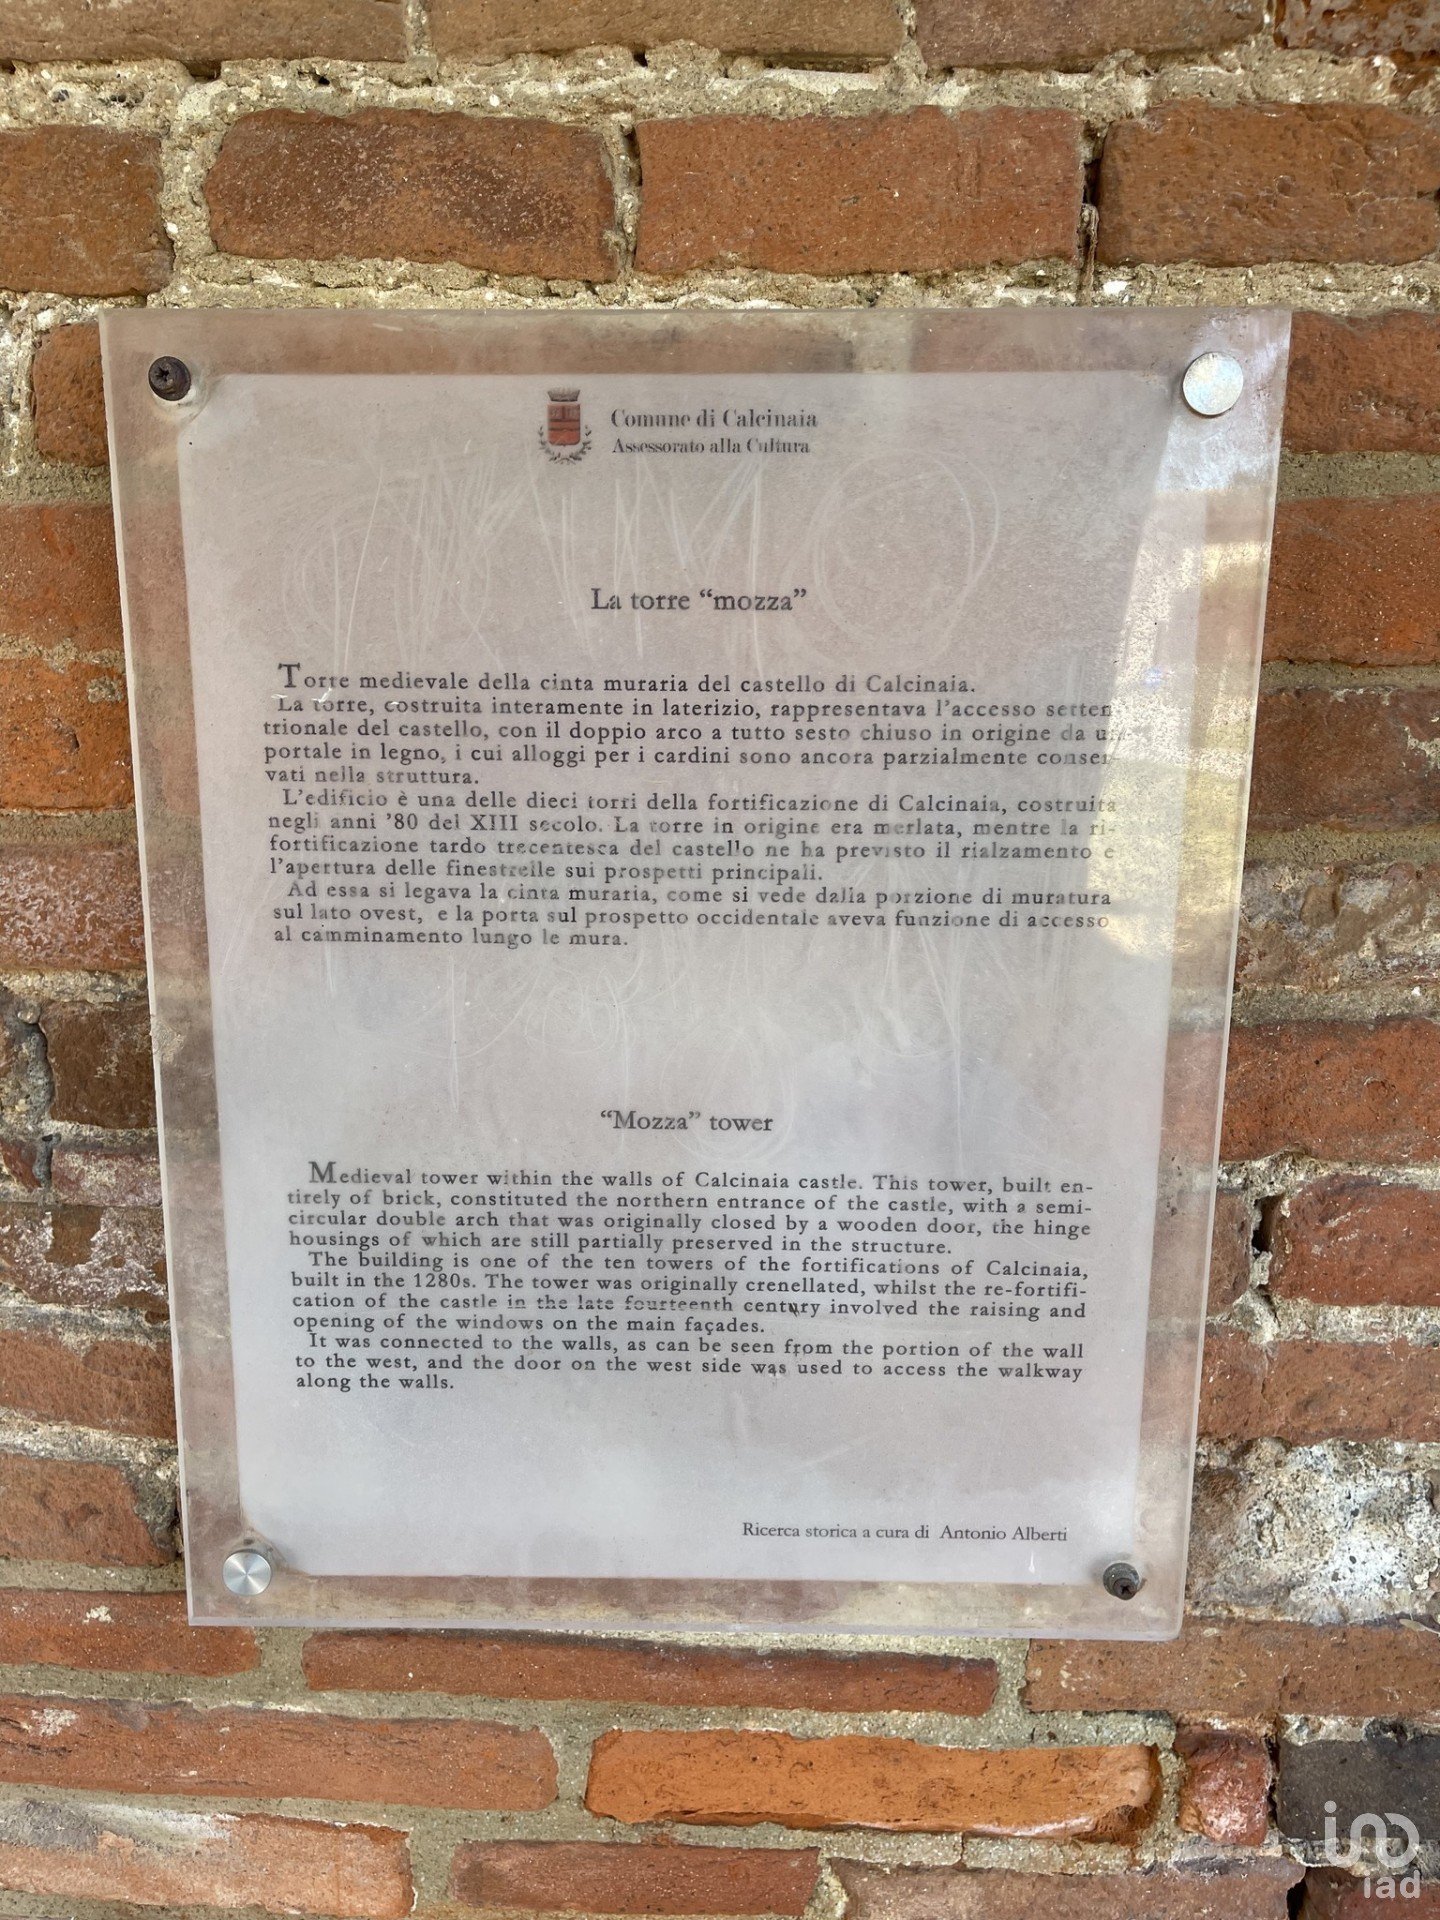 Comune di Calcinaia
Assessorato alla Cultura
La torre “mozza”
Torre medievale della cinta muraria del castello di Calcinaia.
La torre, costruita interamente in laterizio, rappresentava l’accesso setten
trionale del castello, con il doppio arco a tutto sesto chiuso in origine da un
portale in legno, i cui alloggi per i cardini sono ancora parzialmente conser-
vati nella struttura.
L’edificio è una delle dieci torri della fortificazione di Calcinaia, costruita
negli anni ’80 del XIII secolo. La torre in origine era merlata, mentre la ri-
fortificazione tardo trecentesca del castello ne ha previsto il rialzamento e
l’apertura delle finestrelle sui prospetti principali.
Ad essa si legava la cinta muraria, come si vede dalla porzione di muratura
sul lato ovest, e la porta sul prospetto occidentale aveva funzione di accesso
al camminamento lungo le mura.
“Mozza” tower
Medieval tower within the walls of Calcinaia castle. This tower, built en-
tirely of brick, constituted the northern entrance of the castle, with a semi-
circular double arch that was originally closed by a wooden door, the hinge
housings of which are still partially preserved in the structure.
The building is one of the ten towers of the fortifications of Calcinaia,
built in the 1280s. The tower was originally crenellated, whilst the re-fortifi-
cation of the castle in the late fourteenth century involved the raising and
opening of the windows on the main façades.
It was connected to the walls, as can be seen from the portion of the wall
to the west, and the door on the west side was used to access the walkway
along the walls.
Ricerca storica a cura di Antonio Alberti
iad